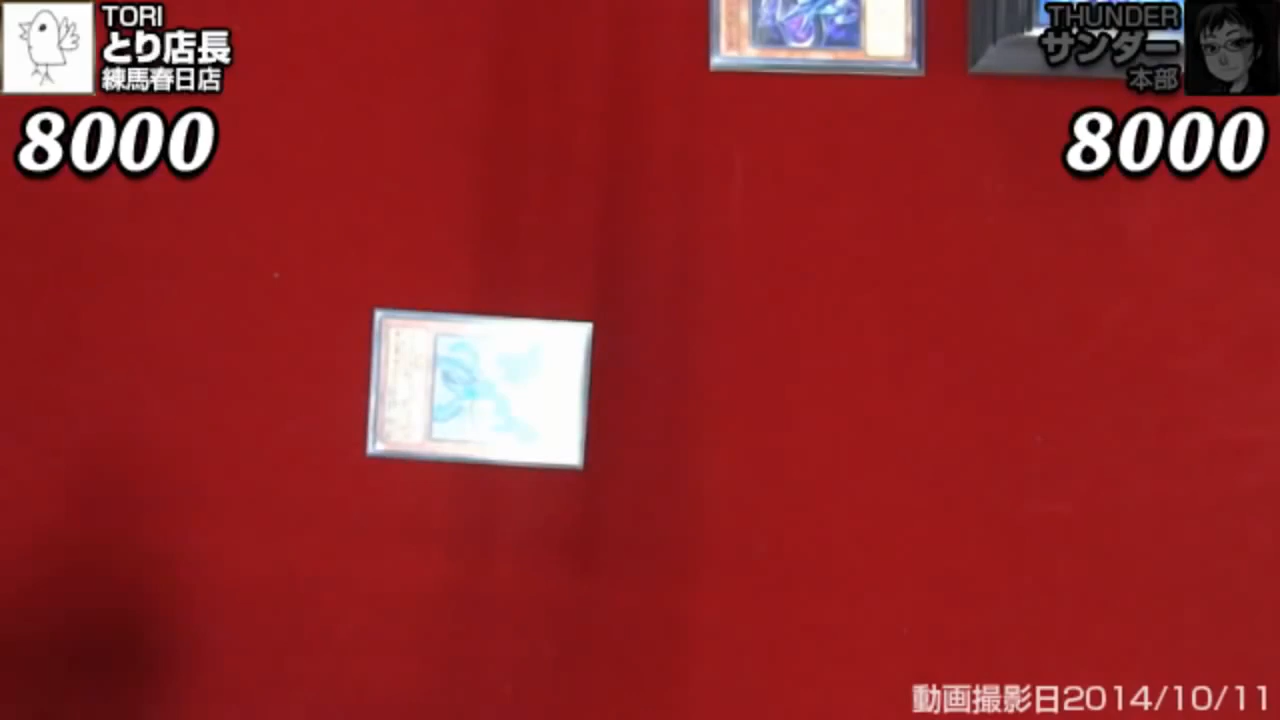 TORI
とり店長
練馬春日店
8000
THUNDER
サンダー
本部
8000
動画撮影日2014/10/11